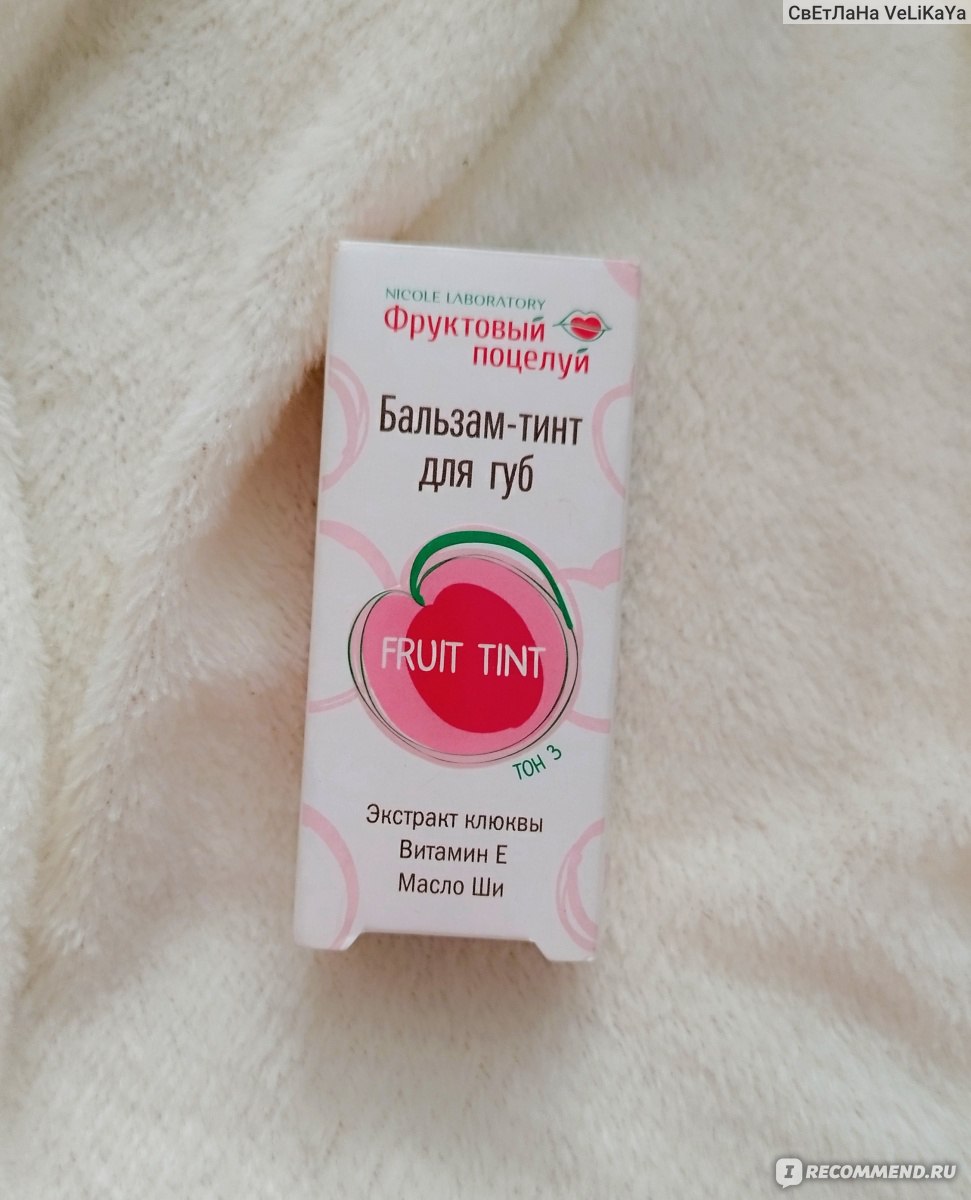 СвЕтЛаНа VeLiKaYa
NICOLE LABORATORY
Фруктовый
поцелуй
Бальзам-тинт
для губ
FRUIT TINT
ТОН 3
Экстракт клюквы
Витамин Е
Масло Ши
IRECOMMEND.RU